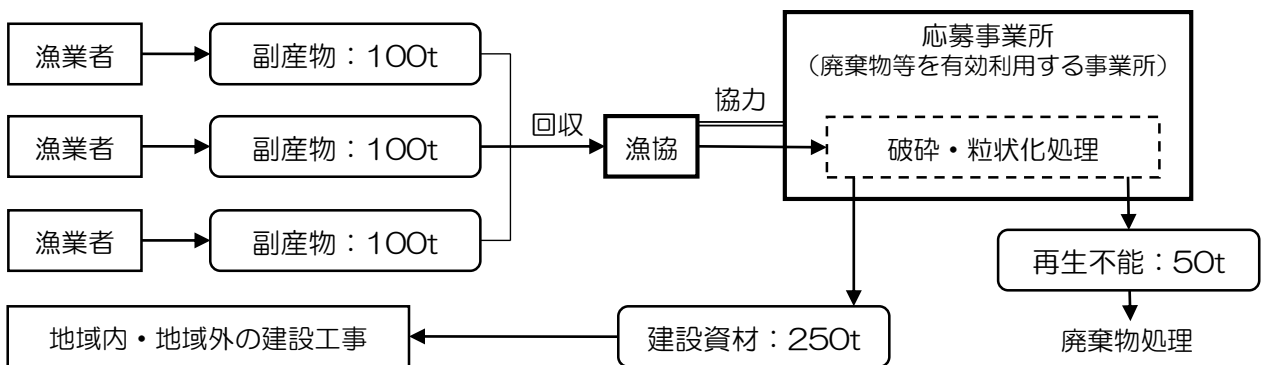 漁業者
副産物：100t
漁業者
副産物：100t
漁業者
副産物：100t
回収
漁協
協力
応募事業所
（廃棄物等を有効利用する事業所）
破砕・粒状化処理
再生不能：50t
廃棄物処理
建設資材：250t
地域内・地域外の建設工事